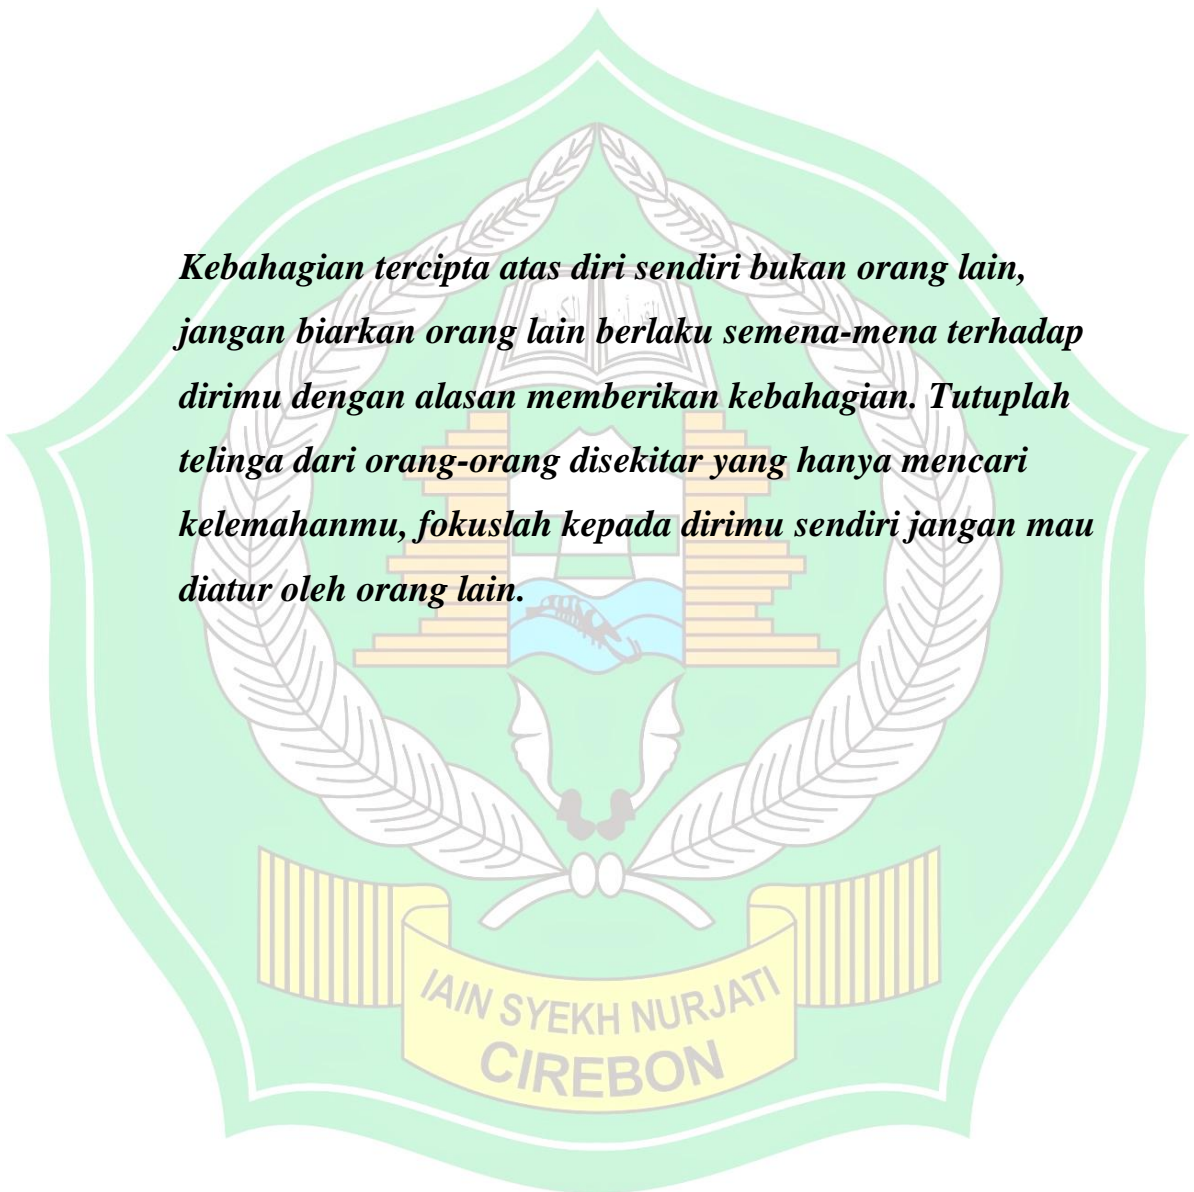 Kebahagian tercipta atas diri sendiri bukan orang lain,
jangan biarkan orang lain berlaku semena-mena terhadap
dirimu dengan alasan memberikan kebahagian. Tutuplah
telinga dari orang-orang disekitar yang hanya mencari
kelemahanmu, fokuslah kepada dirimu sendiri jangan mau
diatur oleh orang lain.
IAIN SYEKH NURJATI
CIREBON